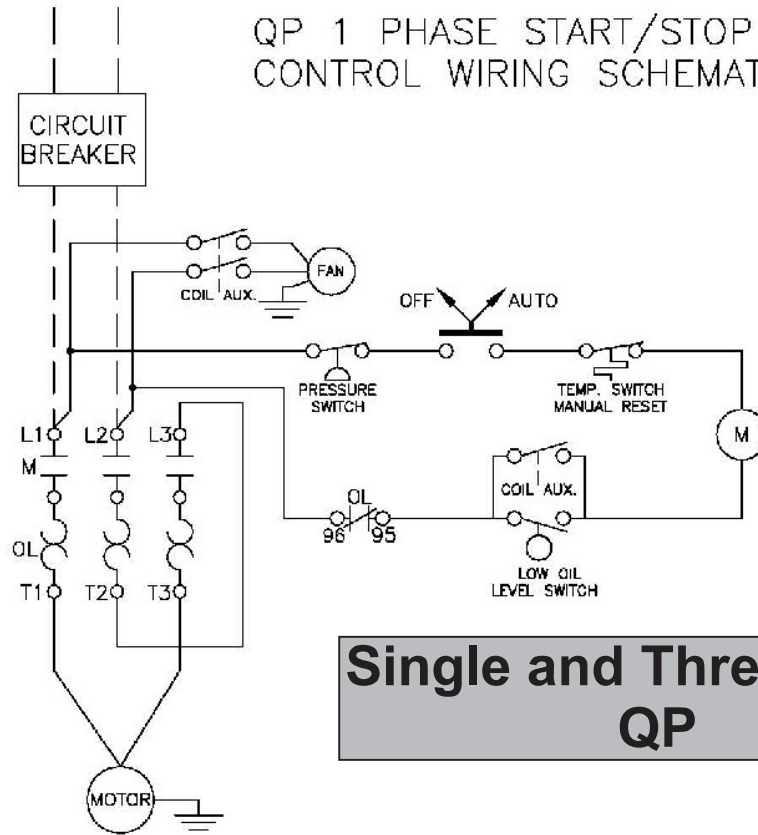 QP 1 PHASE START/STOP
CONTROL WIRING SCHEMAT
CIRCUIT
BREAKER
FAN
COIL AUX.
OFF
AUTO
PRESSURE
SWITCH
TEMP. SWITCH
MANUAL RESET
L1
L2
L3
M
M
COIL AUX.
OL
96
95
OL
LOW OIL
LEVEL SWITCH
T1
T2
T3
Single and Thre
QP
MOTOR